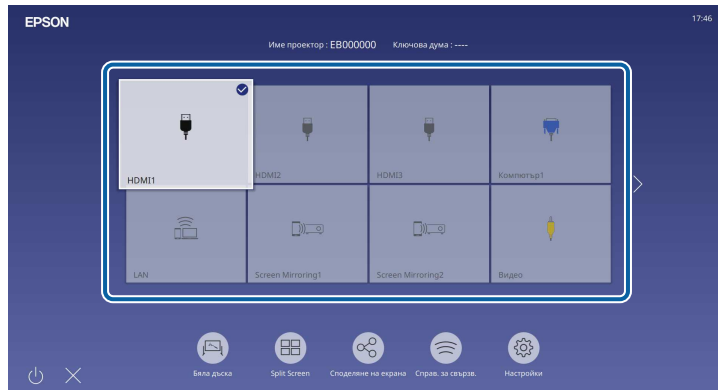 EPSON
17:46
Име проектор : EB000000 Ключова дума : ----
HDMI1
HDMI2
HDMI3
Компютър1
LAN
Screen Mirroring1
Screen Mirroring2
Видео
Бяла дъска
Split Screen
Споделяне на екрана
Справ. за свързв.
Настройки